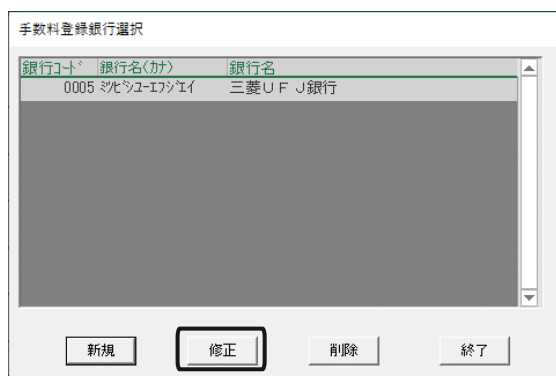 手数料登録銀行選択
銀行ｺｰﾄﾞ 銀行名(ｶﾅ) 銀行名
0005 ﾐﾂﾋﾞｼﾕｰｴﾌｼﾞｴｲ 三菱ＵＦＪ銀行
新規 修正 削除 終了